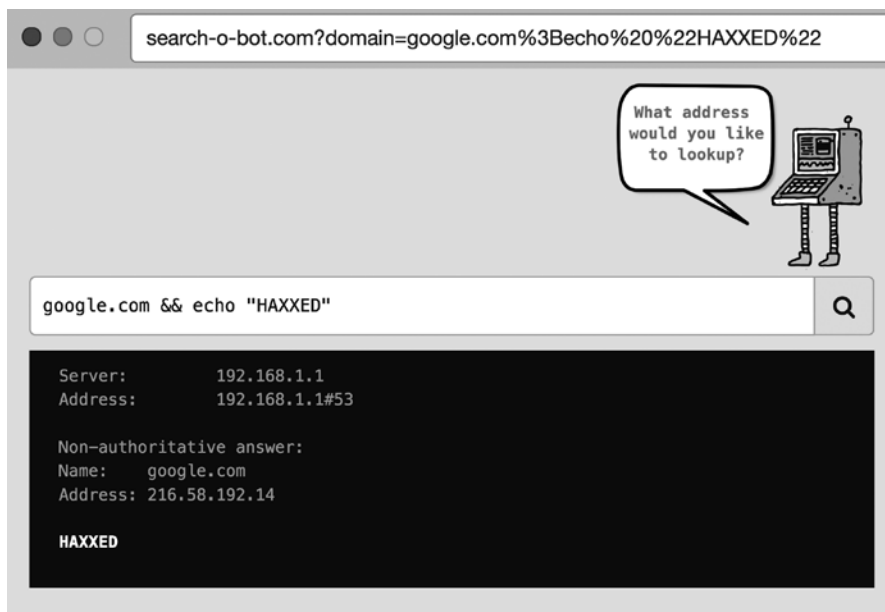 search-o-bot.com?domain=google.com%3Becho%20%22HAXXED%22
What address
would you like
to lookup?
google.com && echo "HAXXED"
Server: 192.168.1.1
Address: 192.168.1.1#53
Non-authoritative answer:
Name: google.com
Address: 216.58.192.14
HAXXED